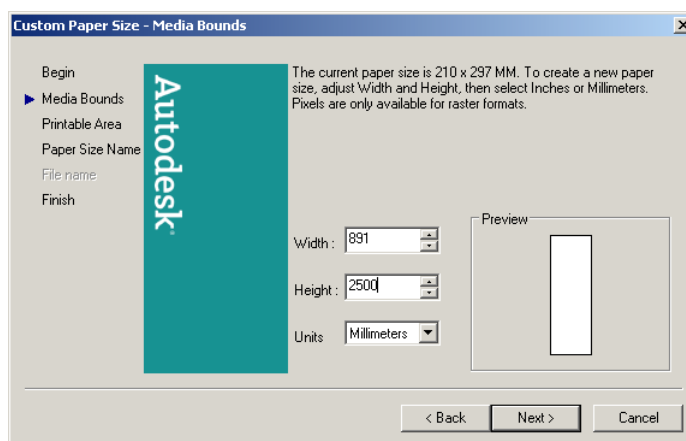 Custom Paper Size - Media Bounds
Begin
Media Bounds
Printable Area
Paper Size Name
File name
Finish
Autodesk
The current paper size is 210 x 297 MM. To create a new paper
size, adjust Width and Height, then select Inches or Millimeters.
Pixels are only available for raster formats.
Width : 891
Height : 2500
Units Millimeters
Preview
< Back Next > Cancel